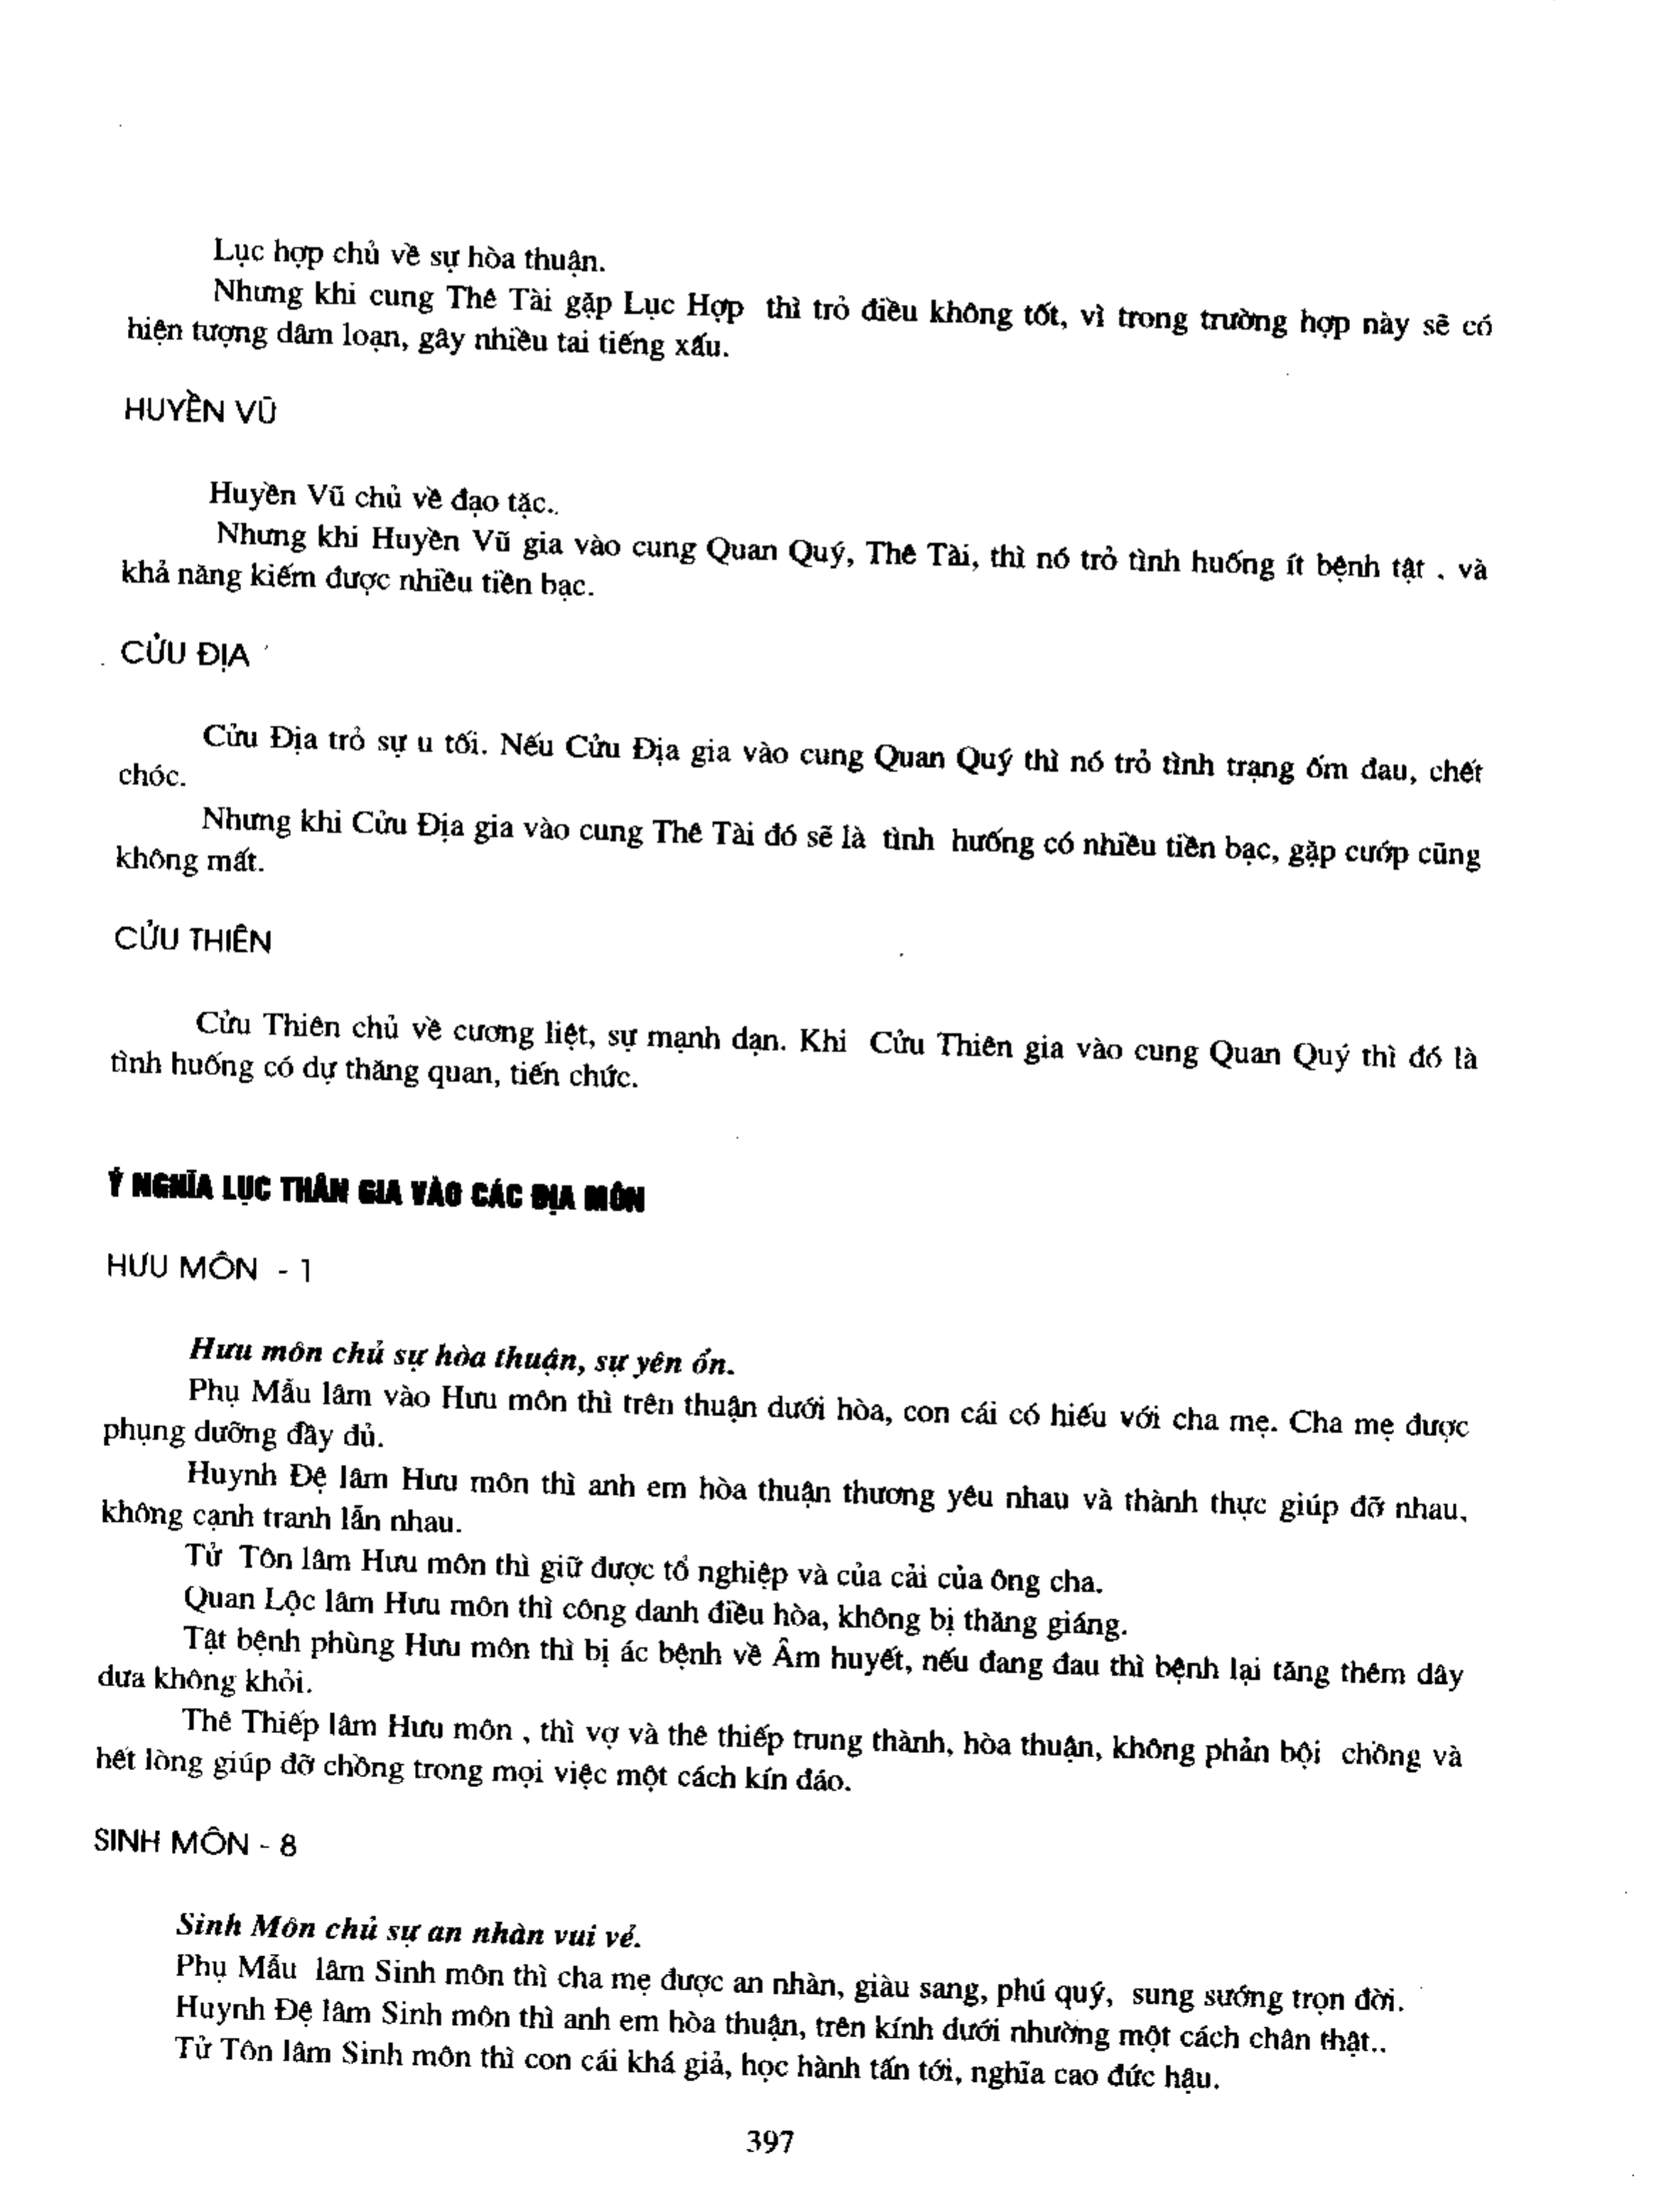 Lục hợp chủ về sự hòa thuận.
Nhưng khi cung Thê Tài gặp Lục Hợp thì trỏ điều không tốt, vì trong trường hợp này sẽ có
hiện tượng dâm loạn, gây nhiều tai tiếng xấu.
HUYỀN VŨ
Huyền Vũ chủ về đạo tặc..
Nhưng khi Huyền Vũ gia vào cung Quan Quý, Thê Tài, thì nó trỏ tình huống ít bệnh tật . và
khả năng kiếm được nhiều tiền bạc.
CỬU ĐỊA
Cửu Địa trỏ sự u tối. Nếu Cửu Địa gia vào cung Quan Quý thì nó trỏ tình trạng ốm đau, chết
chóc.
Nhưng khi Cửu Địa gia vào cung Thê Tài đó sẽ là tình huống có nhiều tiền bạc, gặp cướp cũng
không mất.
CỬU THIÊN
Cửu Thiên chủ về cương liệt, sự mạnh dạn. Khi Cửu Thiên gia vào cung Quan Quý thì đó là
tình huống có dự thăng quan, tiến chức.
Ý NGHĨA LỤC THÂN GIA VÀO CÁC ĐỊA MÔN
HƯU MÔN - 1
Hưu môn chủ sự hòa thuận, sự yên ổn.
Phụ Mẫu lâm vào Hưu môn thì trên thuận dưới hòa, con cái có hiếu với cha mẹ. Cha mẹ được
phụng dưỡng đầy đủ.
Huynh Đệ lâm Hưu môn thì anh em hòa thuận thương yêu nhau và thành thực giúp đỡ nhau,
không cạnh tranh lẫn nhau.
Tử Tôn lâm Hưu môn thì giữ được tổ nghiệp và của cải của ông cha.
Quan Lộc lâm Hưu môn thì công danh điều hòa, không bị thăng giáng.
Tật bệnh phùng Hưu môn thì bị ác bệnh về Âm huyết, nếu đang đau thì bệnh lại tăng thêm dây
dưa không khỏi.
Thê Thiếp lâm Hưu môn , thì vợ và thê thiếp trung thành, hòa thuận, không phản bội chồng và
hết lòng giúp đỡ chồng trong mọi việc một cách kín đáo.
SINH MÔN - 8
Sinh Môn chủ sự an nhàn vui vẻ.
Phụ Mẫu lâm Sinh môn thì cha mẹ được an nhàn, giàu sang, phú quý, sung sướng trọn đời.
Huynh Đệ lâm Sinh môn thì anh em hòa thuận, trên kính dưới nhường một cách chân thật..
Tử Tôn lâm Sinh môn thì con cái khá giả, học hành tấn tới, nghĩa cao đức hậu.
397